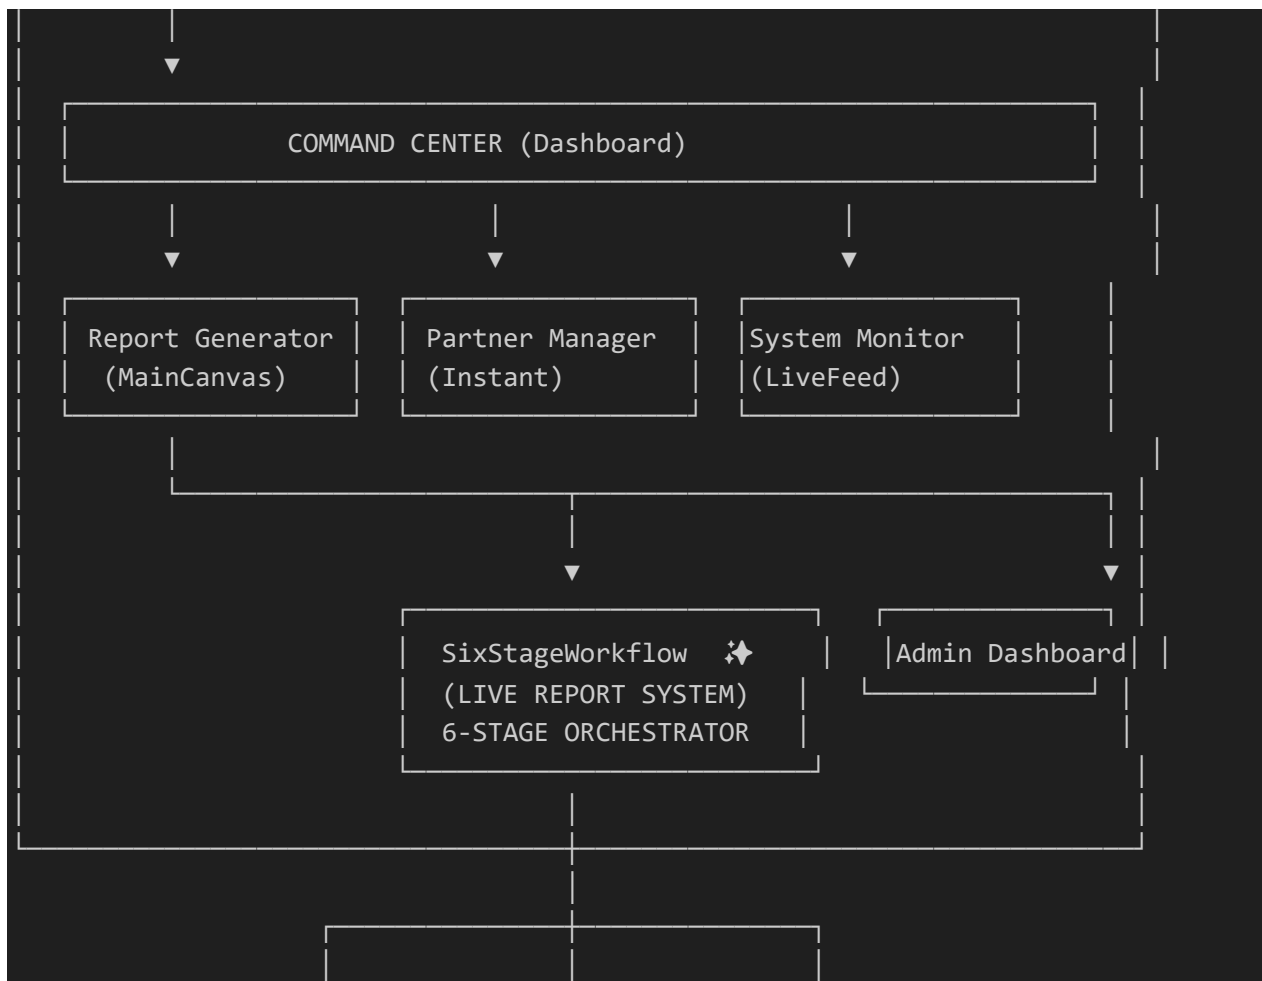 COMMAND CENTER (Dashboard)
Report Generator
(MainCanvas)
Partner Manager
(Instant)
System Monitor
(LiveFeed)
SixStageWorkflow ✨
(LIVE REPORT SYSTEM)
6-STAGE ORCHESTRATOR
Admin Dashboard